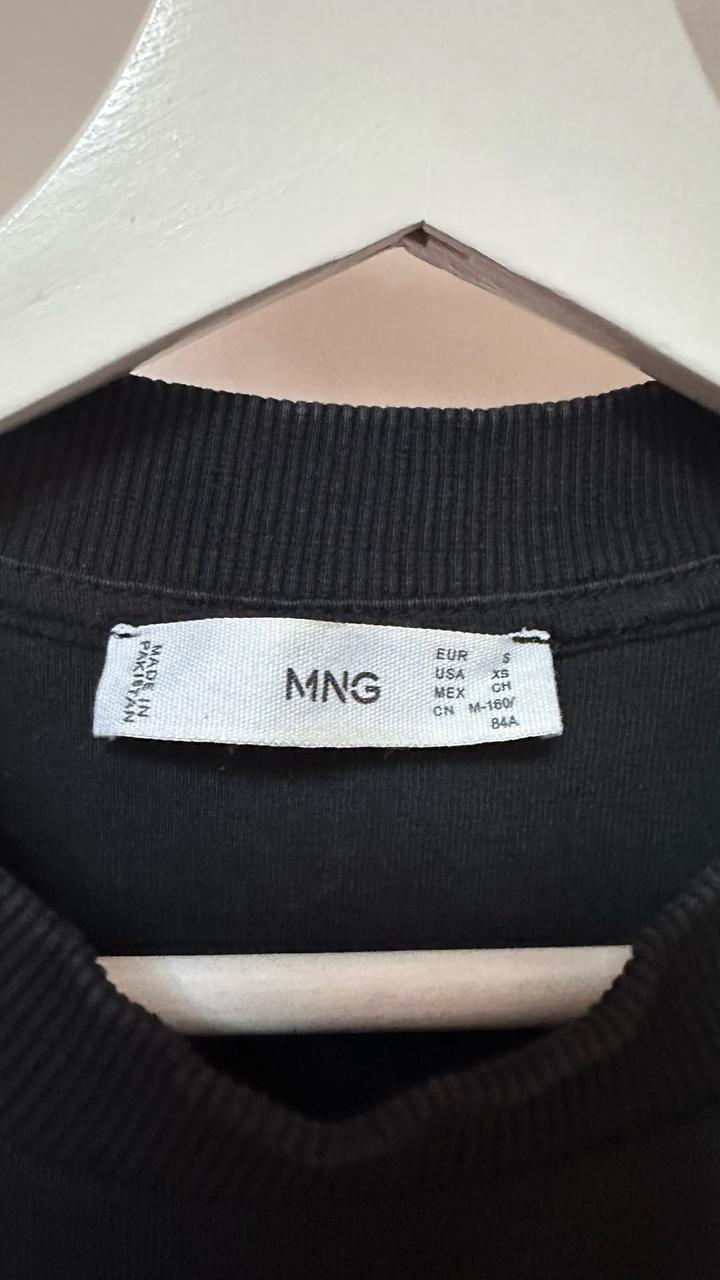 MADE IN
PAKISTAN
MNG
EUR S
USA XS
MEX CH
CN M-160/
84A